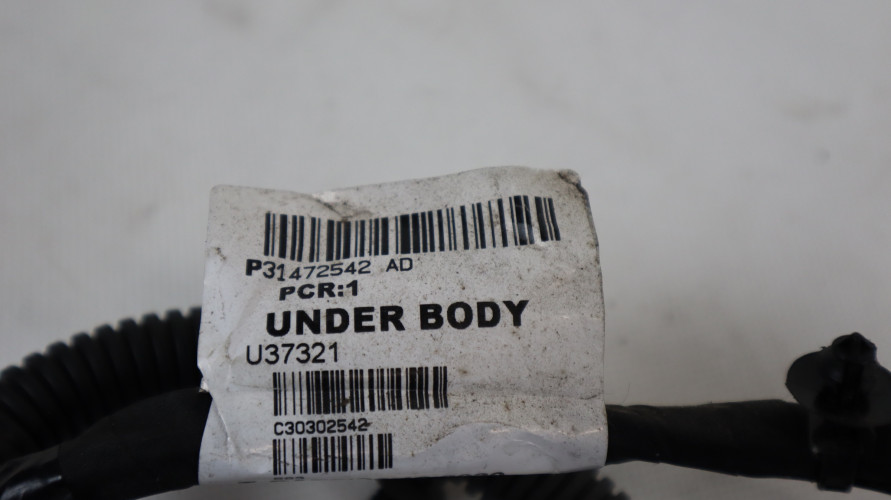 P31472542 AD
PCR:1
UNDER BODY
U37321
C30302542